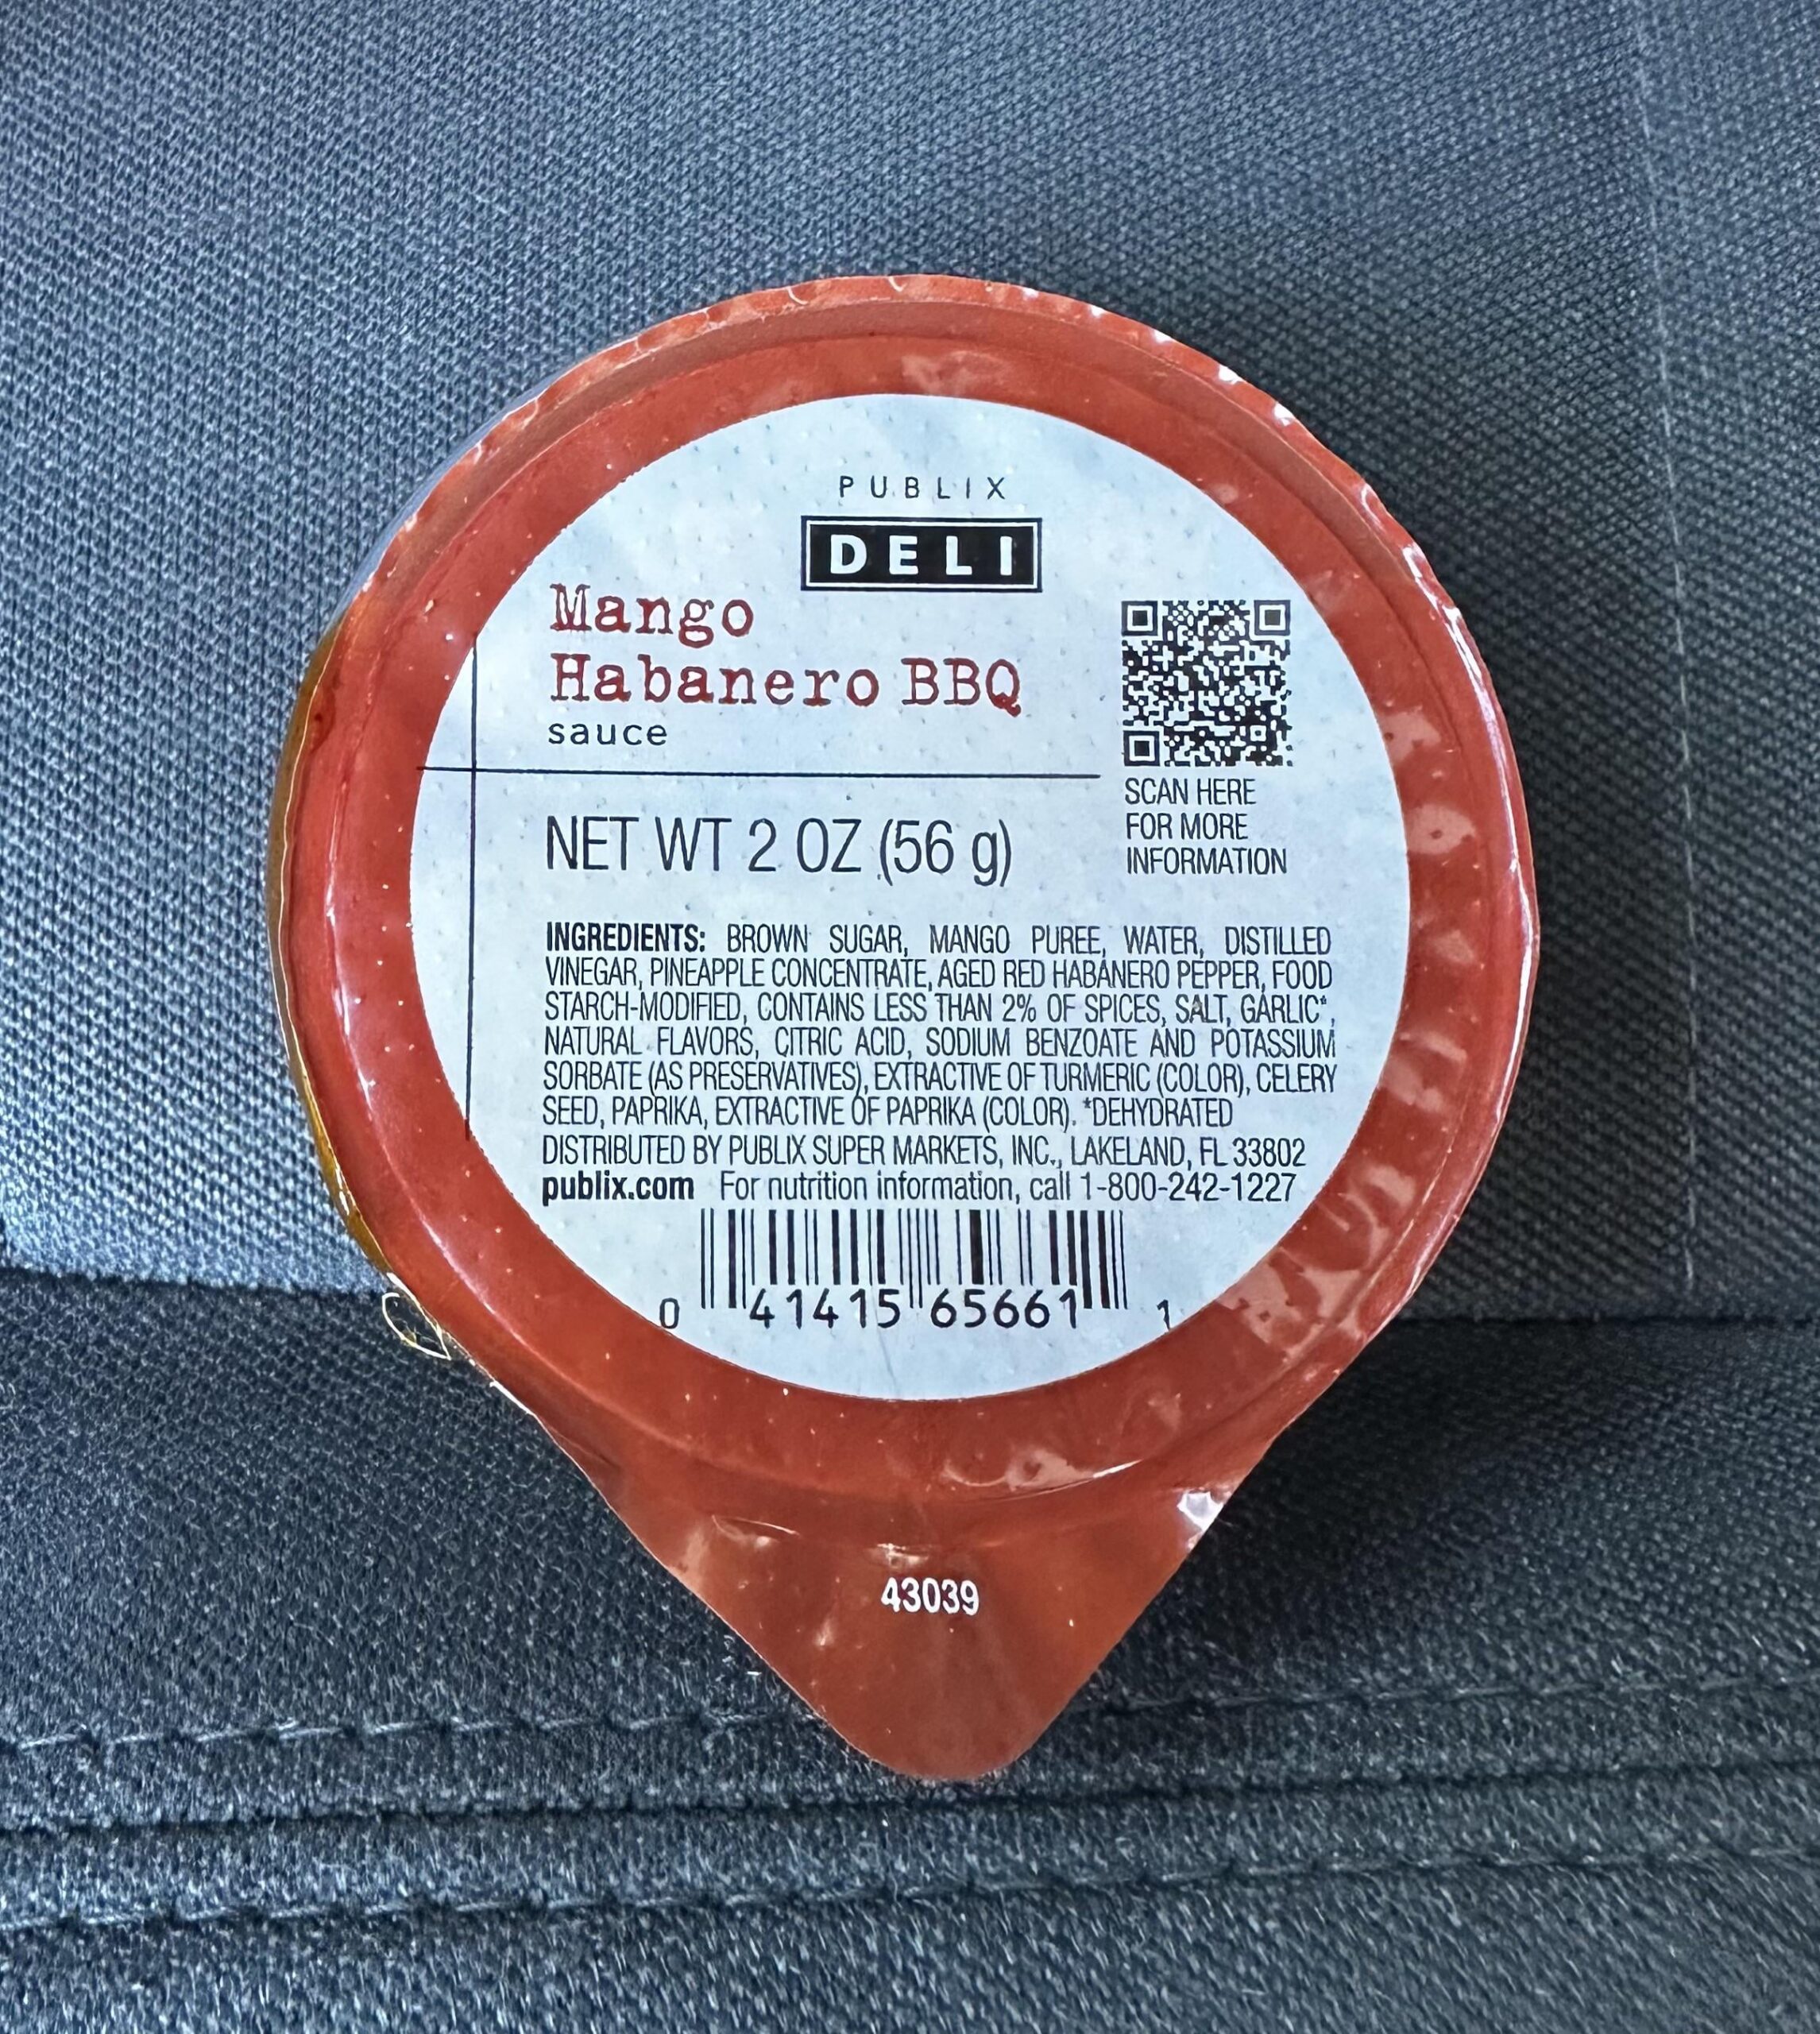 PUBLIX
DELI
Mango
Habanero BBQ
sauce
SCAN HERE
FOR MORE
INFORMATION
NET WT 2 OZ (56 g)
INGREDIENTS: BROWN SUGAR, MANGO PUREE, WATER, DISTILLED
VINEGAR, PINEAPPLE CONCENTRATE, AGED RED HABANERO PEPPER, FOOD
STARCH-MODIFIED, CONTAINS LESS THAN 2% OF SPICES, SALT, GARLIC*,
NATURAL FLAVORS, CITRIC ACID, SODIUM BENZOATE AND POTASSIUM
SORBATE (AS PRESERVATIVES), EXTRACTIVE OF TURMERIC (COLOR), CELERY
SEED, PAPRIKA, EXTRACTIVE OF PAPRIKA (COLOR). *DEHYDRATED
DISTRIBUTED BY PUBLIX SUPER MARKETS, INC., LAKELAND, FL 33802
publix.com For nutrition information, call 1-800-242-1227
0 41415 65661 1
43039